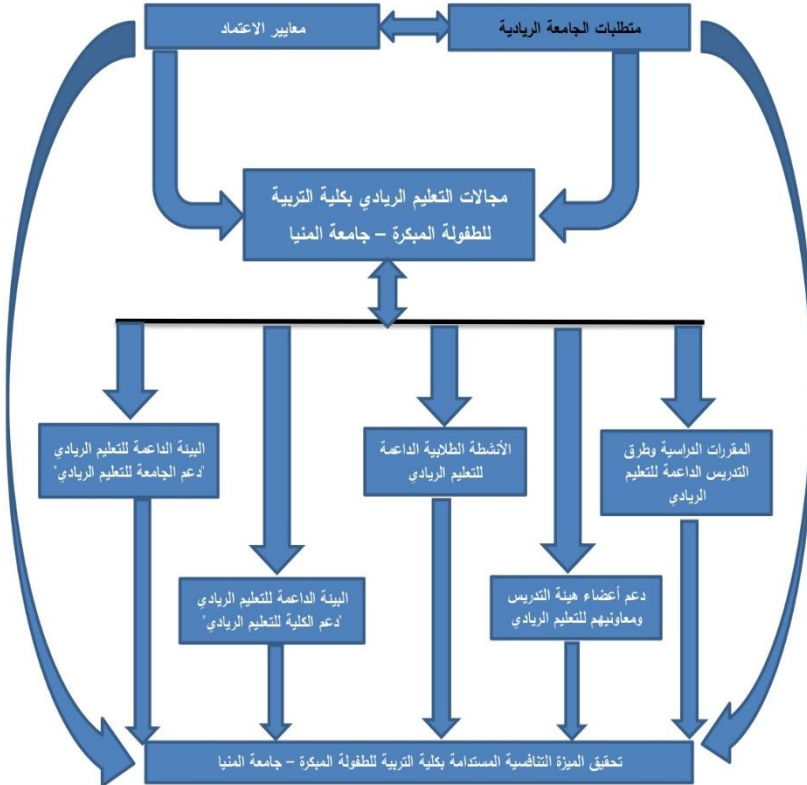 متطلبات الجامعة الريادية
معايير الاعتماد
مجالات التعليم الريادي بكلية التربية
للطفولة المبكرة – جامعة المنيا
المقررات الدراسية وطرق
التدريس الداعمة للتعليم
الريادي
الأنشطة الطلابية الداعمة
للتعليم الريادي
البيئة الداعمة للتعليم الريادي
"دعم الجامعة للتعليم الريادي"
دعم أعضاء هيئة التدريس
ومعاونيهم للتعليم الريادي
البيئة الداعمة للتعليم الريادي
"دعم الكلية للتعليم الريادي"
تحقيق الميزة التنافسية المستدامة بكلية التربية للطفولة المبكرة – جامعة المنيا